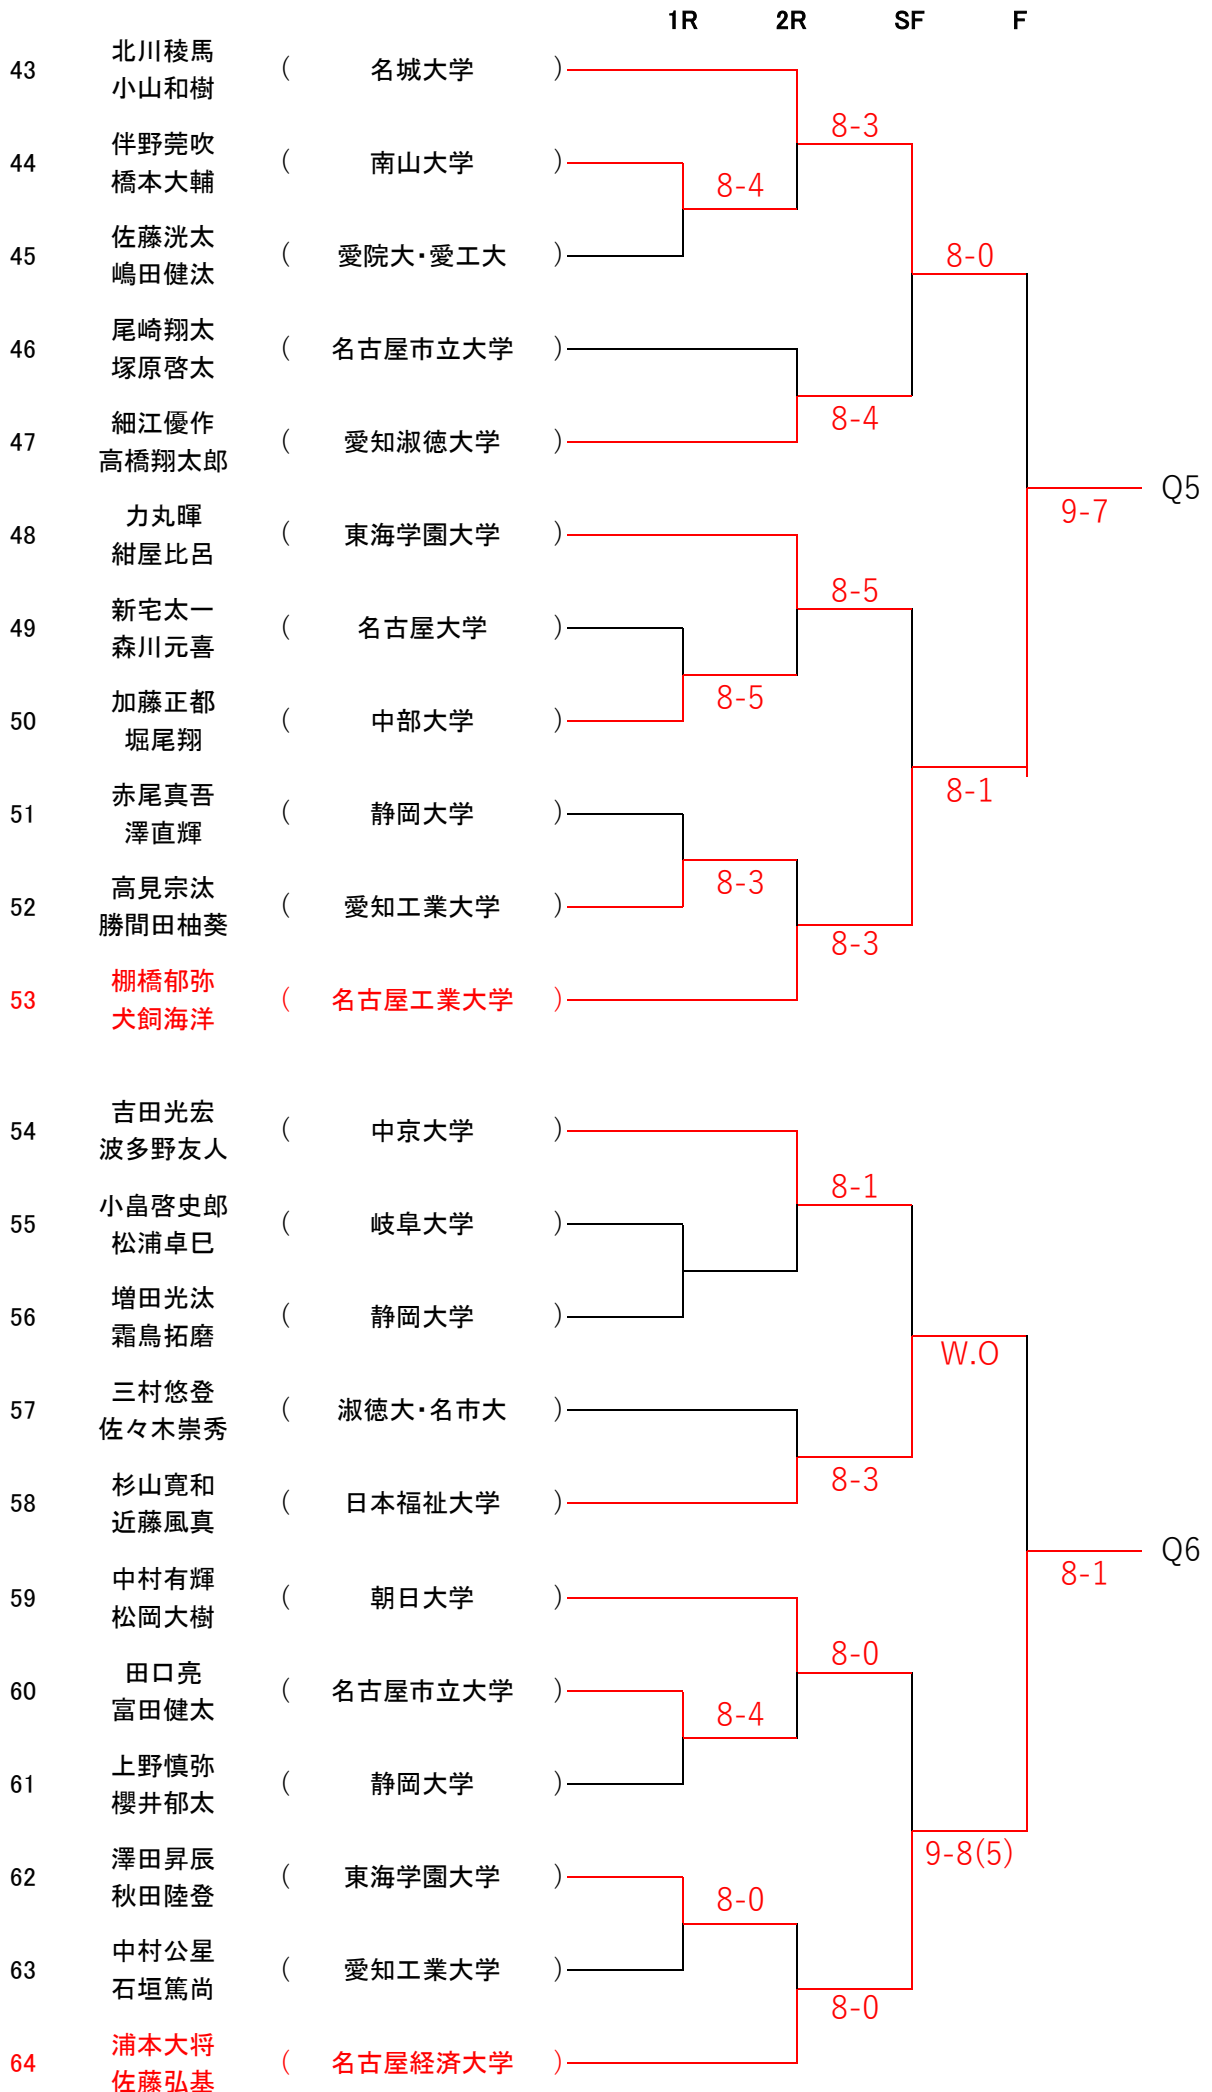 1R 2R SF F
北川稜馬
43 ( 名城大学 )
小山和樹
8-3
伴野莞吹
44 ( 南山大学 )
橋本大輔
8-4
佐藤洸太
45 ( 愛院大・愛工大 )
嶋田健汰
8-0
尾崎翔太
46 ( 名古屋市立大学 )
塚原啓太
8-4
細江優作
47 ( 愛知淑徳大学 )
高橋翔太郎
Q5
9-7
力丸暉
48 ( 東海学園大学 )
紺屋比呂
8-5
新宅太一
49 ( 名古屋大学 )
森川元喜
8-5
加藤正都
50 ( 中部大学 )
堀尾翔
8-1
赤尾真吾
51 ( 静岡大学 )
澤直輝
8-3
高見宗汰
52 ( 愛知工業大学 )
勝間田柚葵
8-3
棚橋郁弥
53 ( 名古屋工業大学 )
犬飼海洋
吉田光宏
54 ( 中京大学 )
波多野友人
8-1
小畠啓史郎
55 ( 岐阜大学 )
松浦卓巳
増田光汰
56 ( 静岡大学 )
霜鳥拓磨
W.O
三村悠登
57 ( 淑徳大・名市大 )
佐々木崇秀
8-3
杉山寛和
58 ( 日本福祉大学 )
近藤風真
Q6
8-1
中村有輝
59 ( 朝日大学 )
松岡大樹
8-0
田口亮
60 ( 名古屋市立大学 )
富田健太
8-4
上野慎弥
61 ( 静岡大学 )
櫻井郁太
9-8(5)
澤田昇辰
62 ( 東海学園大学 )
秋田陸登
8-0
中村公星
63 ( 愛知工業大学 )
石垣篤尚
8-0
浦本大将
64 ( 名古屋経済大学 )
佐藤弘基